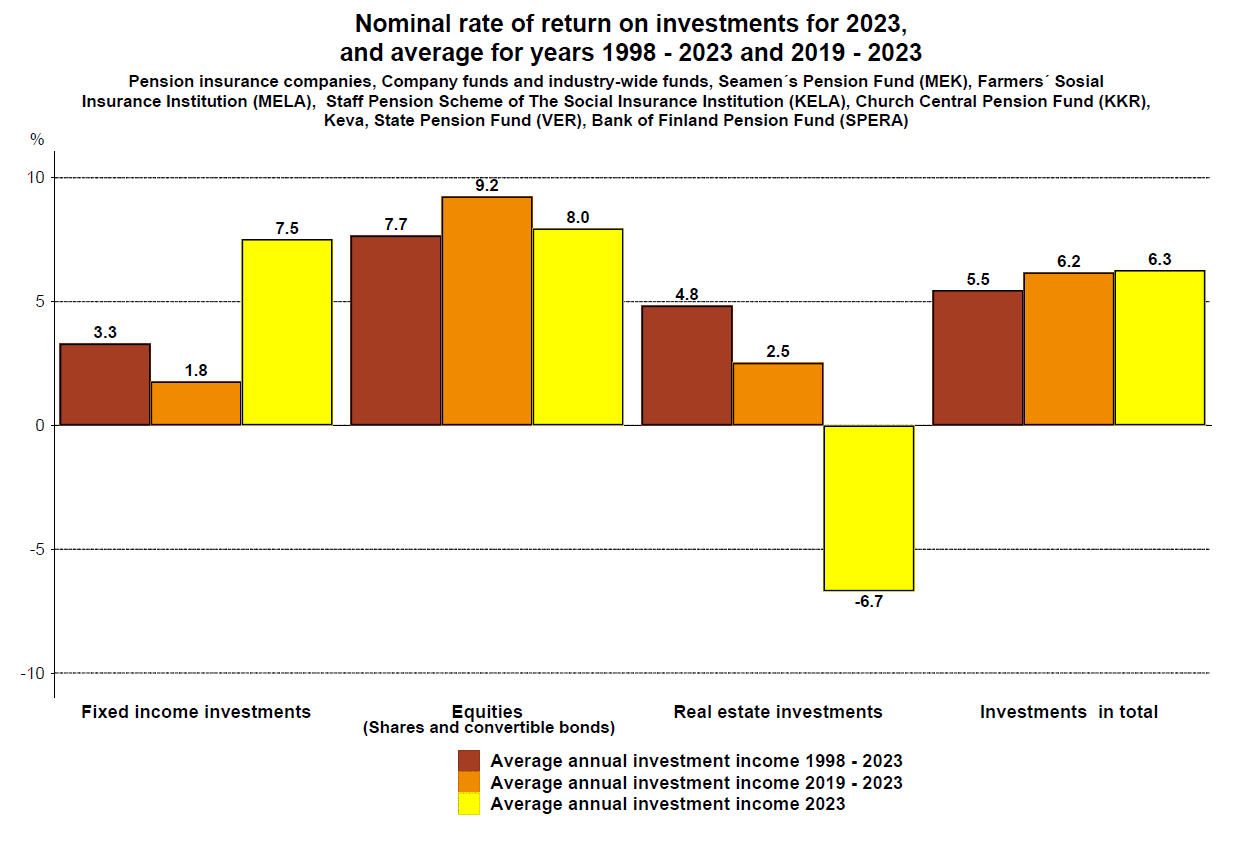 Nominal rate of return on investments for 2023,
and average for years 1998 - 2023 and 2019 - 2023
Pension insurance companies, Company funds and industry-wide funds, Seamen´s Pension Fund (MEK), Farmers´ Sosial
Insurance Institution (MELA),  Staff Pension Scheme of The Social Insurance Institution (KELA), Church Central Pension Fund (KKR),
Keva, State Pension Fund (VER), Bank of Finland Pension Fund (SPERA)
%
10
5
0
-5
-10
3.3
1.8
7.5
7.7
9.2
8.0
4.8
2.5
-6.7
5.5
6.2
6.3
Fixed income investments
Equities
(Shares and convertible bonds)
Real estate investments
Investments  in total
Average annual investment income 1998 - 2023
Average annual investment income 2019 - 2023
Average annual investment income 2023